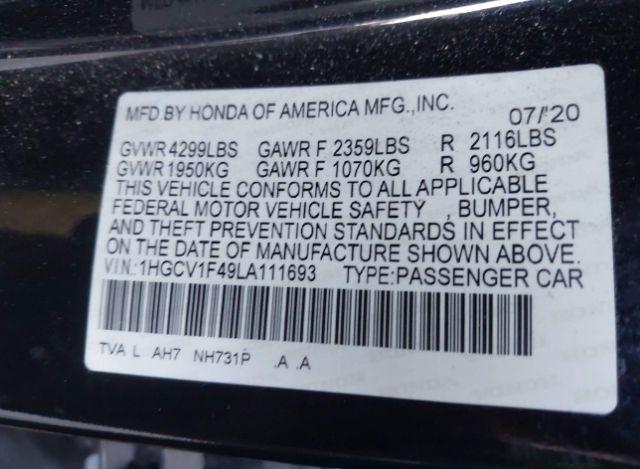 MFD.BY HONDA OF AMERICA MFG.,INC. 07/'20
GVWR 4299LBS GAWR F 2359LBS R 2116LBS
GVWR 1950KG GAWR F 1070KG R 960KG
THIS VEHICLE CONFORMS TO ALL APPLICABLE
FEDERAL MOTOR VEHICLE SAFETY , BUMPER,
AND THEFT PREVENTION STANDARDS IN EFFECT
ON THE DATE OF MANUFACTURE SHOWN ABOVE.
V.I.N.:1HGCV1F49LA111693 TYPE:PASSENGER CAR
TVA L AH7 NH731P .A .A